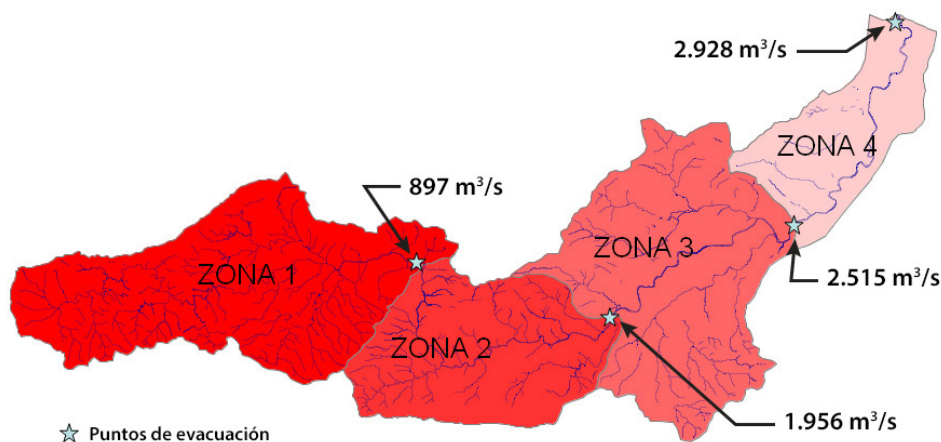 2.928 m³/s
ZONA 4
897 m³/s
ZONA 1
ZONA 3
2.515 m³/s
ZONA 2
1.956 m³/s
Puntos de evacuación